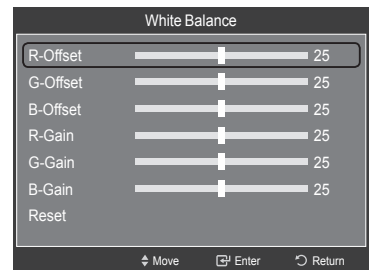 White Balance
R-Offset 25
G-Offset 25
B-Offset 25
R-Gain 25
G-Gain 25
B-Gain 25
Reset
Move Enter Return